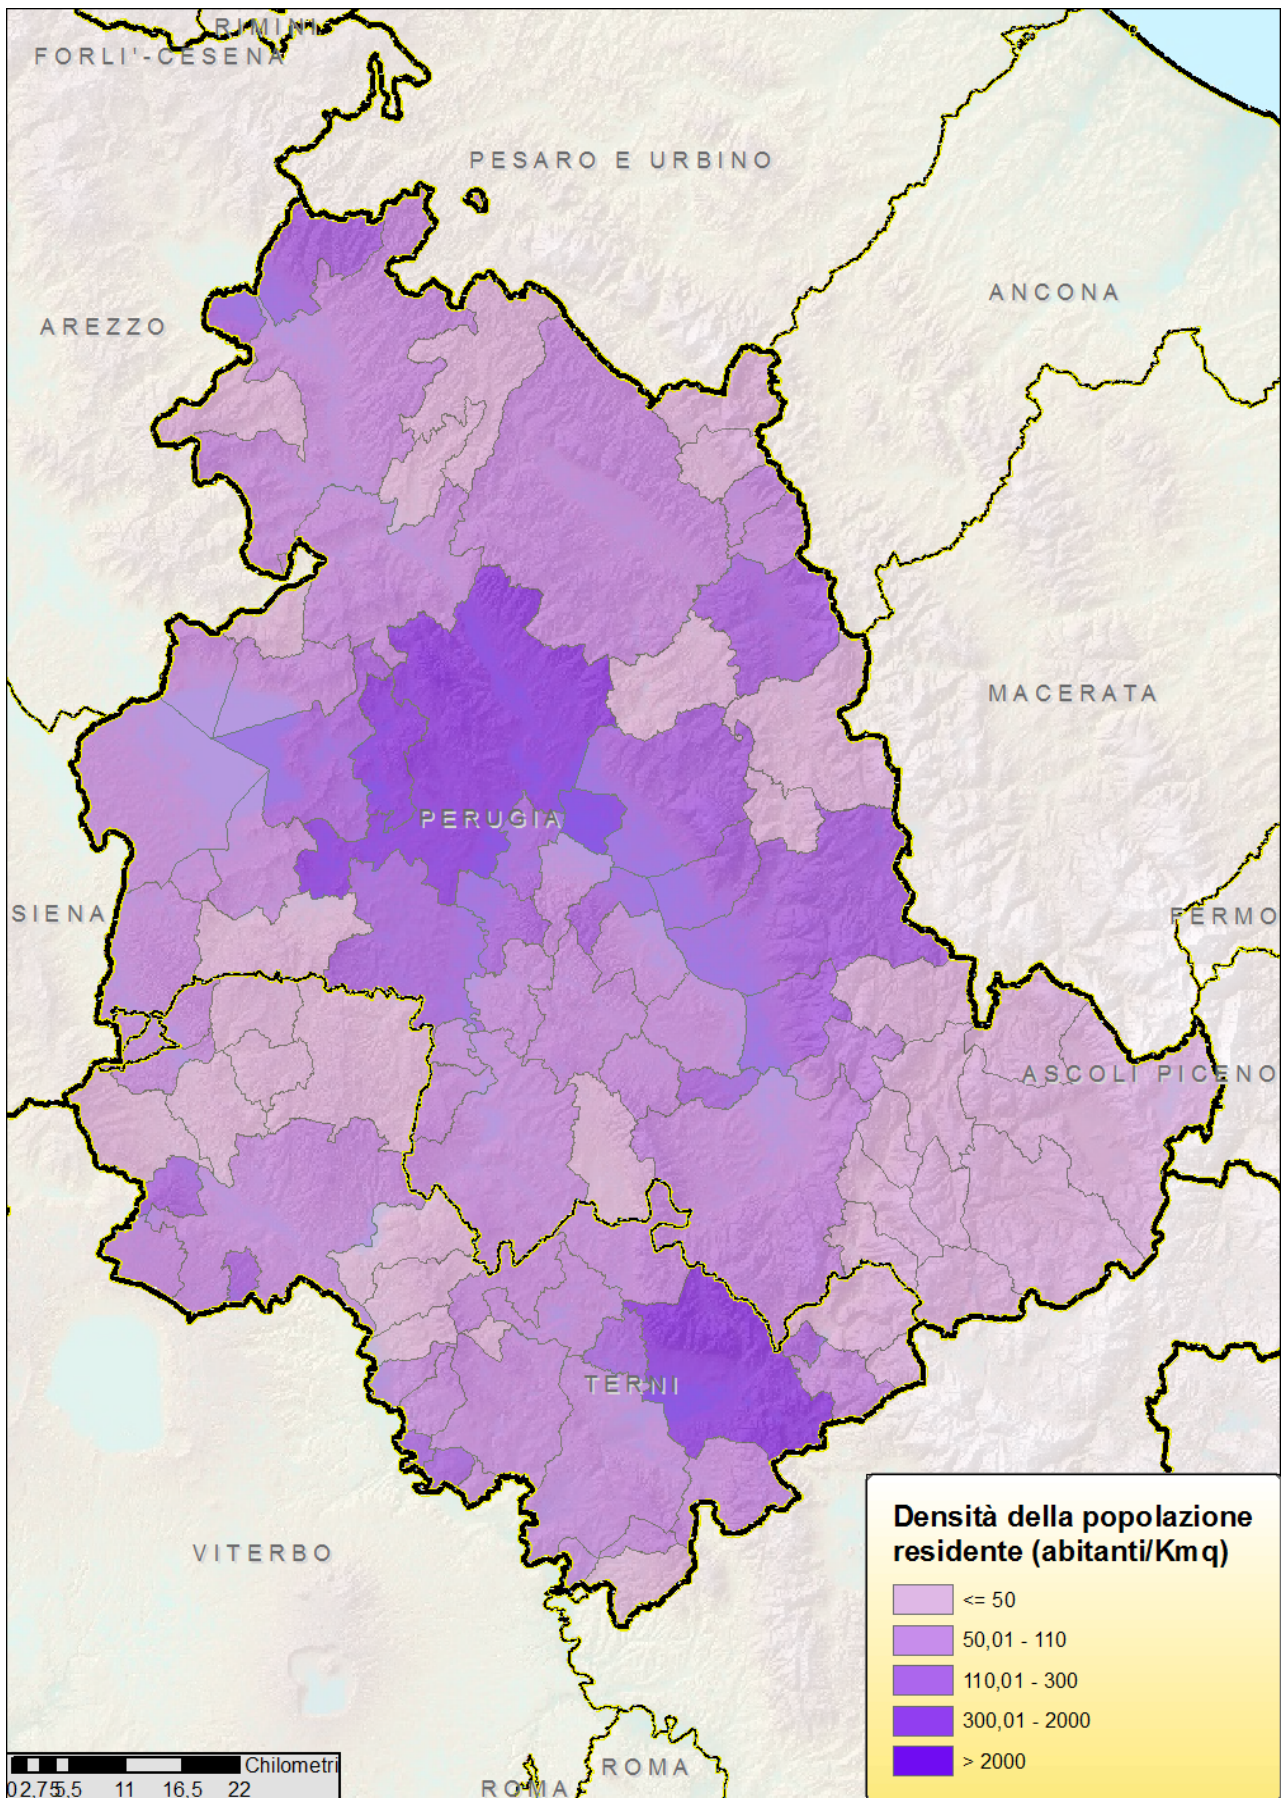 RIMINI
FORLI'-CESENA
PESARO E URBINO
ANCONA
AREZZO
MACERATA
PERUGIA
SIENA
FERMO
ASCOLI PICENO
TERNI
VITERBO
Densità della popolazione
residente (abitanti/Kmq)
<= 50
50,01 - 110
110,01 - 300
300,01 - 2000
> 2000
Chilometri
0 2,75 5,5 11 16,5 22
ROMA
ROMA